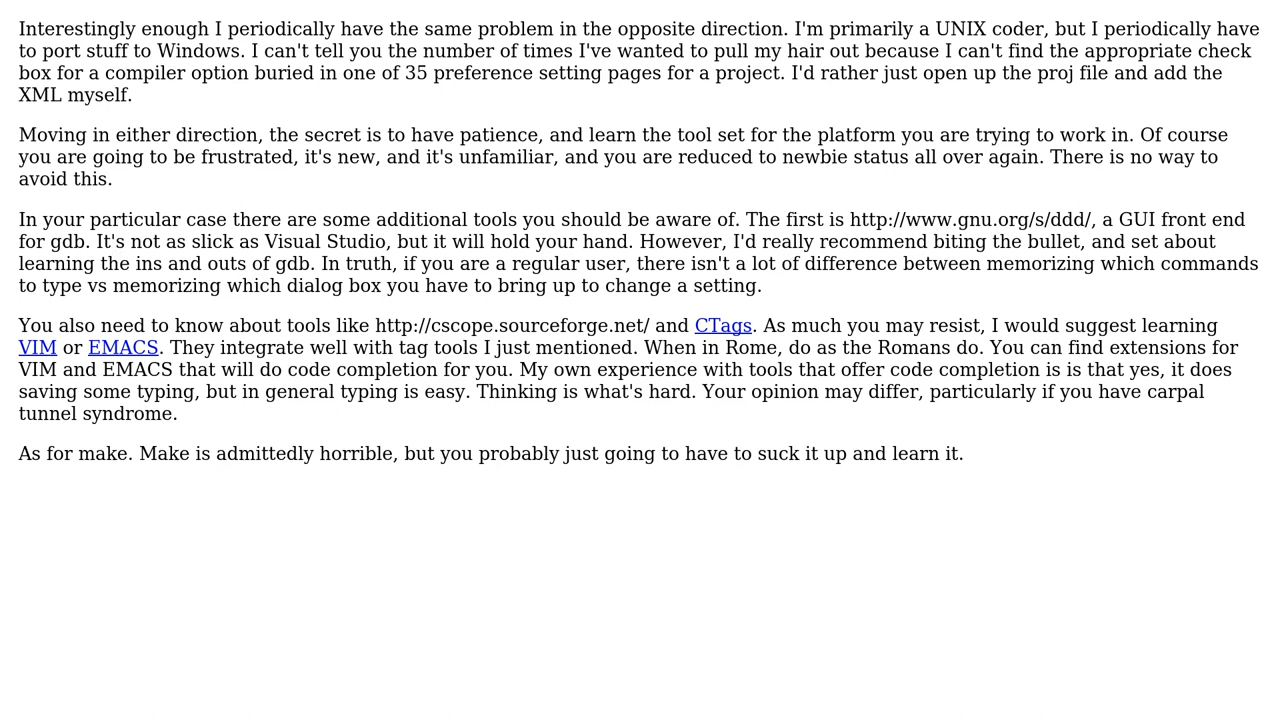 Interestingly enough I periodically have the same problem in the opposite direction. I'm primarily a UNIX coder, but I periodically have
to port stuff to Windows. I can't tell you the number of times I've wanted to pull my hair out because I can't find the appropriate check
box for a compiler option buried in one of 35 preference setting pages for a project. I'd rather just open up the proj file and add the
XML myself.
Moving in either direction, the secret is to have patience, and learn the tool set for the platform you are trying to work in. Of course
you are going to be frustrated, it's new, and it's unfamiliar, and you are reduced to newbie status all over again. There is no way to
avoid this.
In your particular case there are some additional tools you should be aware of. The first is http://www.gnu.org/s/ddd/, a GUI front end
for gdb. It's not as slick as Visual Studio, but it will hold your hand. However, I'd really recommend biting the bullet, and set about
learning the ins and outs of gdb. In truth, if you are a regular user, there isn't a lot of difference between memorizing which commands
to type vs memorizing which dialog box you have to bring up to change a setting.
You also need to know about tools like http://cscope.sourceforge.net/ and CTags. As much you may resist, I would suggest learning
VIM or EMACS. They integrate well with tag tools I just mentioned. When in Rome, do as the Romans do. You can find extensions for
VIM and EMACS that will do code completion for you. My own experience with tools that offer code completion is is that yes, it does
saving some typing, but in general typing is easy. Thinking is what's hard. Your opinion may differ, particularly if you have carpal
tunnel syndrome.
As for make. Make is admittedly horrible, but you probably just going to have to suck it up and learn it.